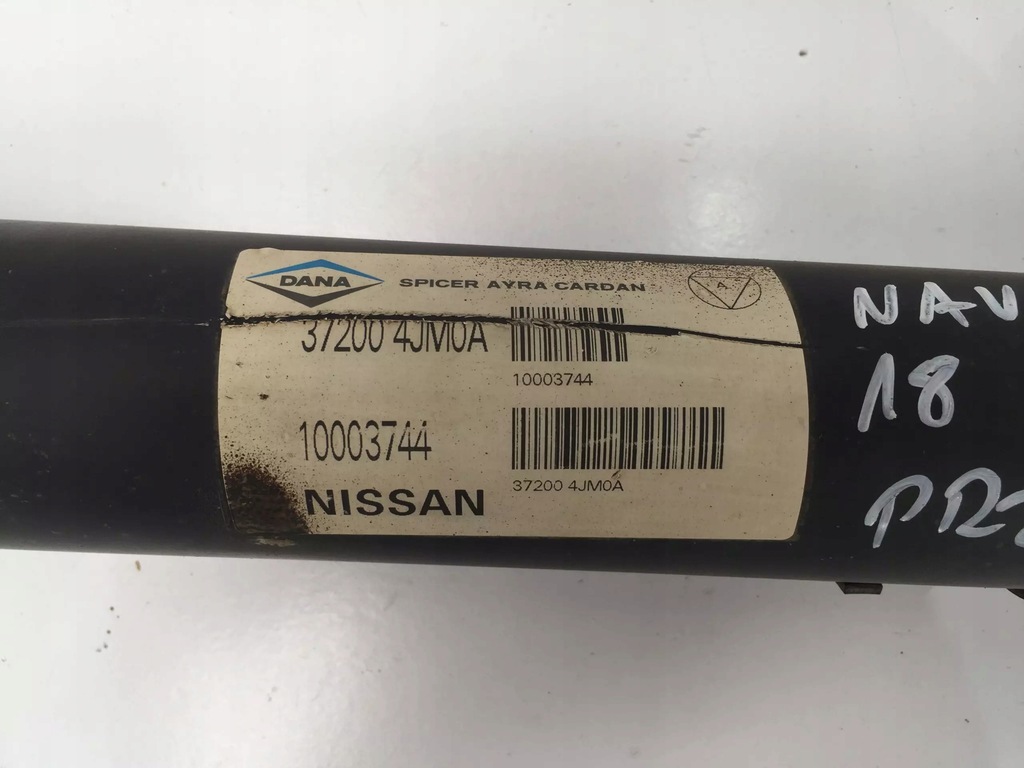 DANA
SPICER AYRA CARDAN
A
37200 4JM0A
10003744
10003744
37200 4JM0A
NISSAN
NAV
18